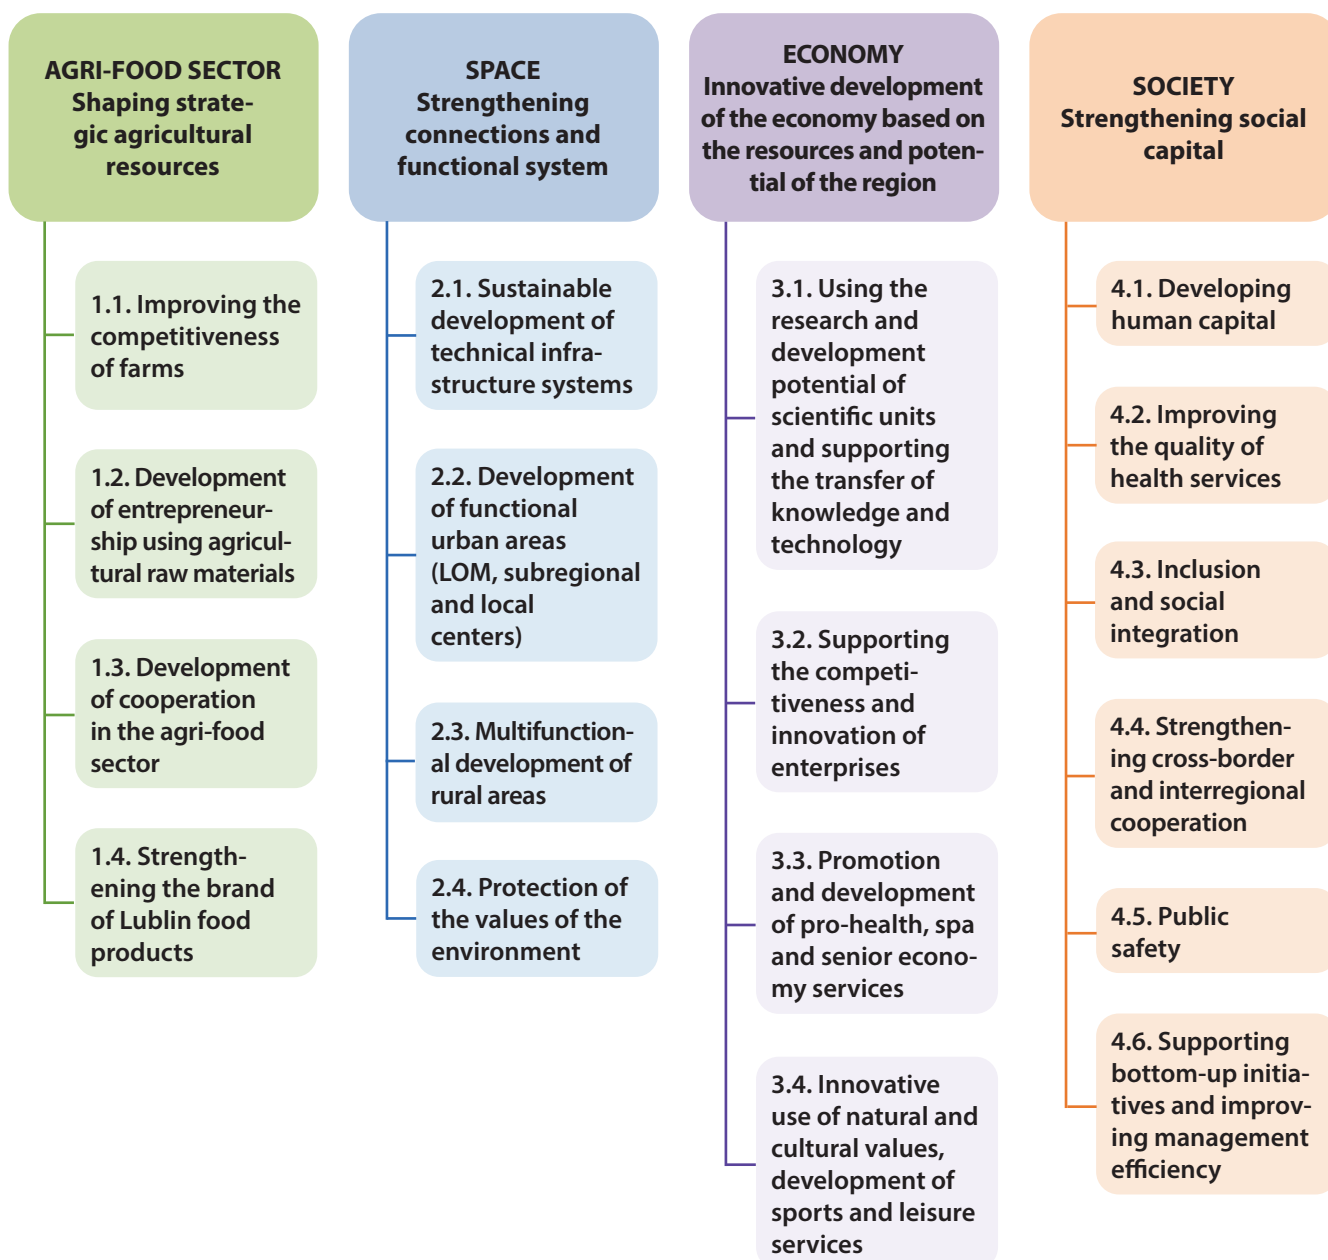 AGRI-FOOD SECTOR
Shaping strate-
gic agricultural
resources
1.1. Improving the
competitiveness
of farms
1.2. Development
of entrepreneur-
ship using agricul-
tural raw materials
1.3. Development
of cooperation
in the agri-food
sector
1.4. Strength-
ening the brand
of Lublin food
products
SPACE
Strengthening
connections and
functional system
2.1. Sustainable
development of
technical infra-
structure systems
2.2. Development
of functional
urban areas
(LOM, subregional
and local
centers)
2.3. Multifunction-
al development of
rural areas
2.4. Protection of
the values of the
environment
ECONOMY
Innovative development
of the economy based on
the resources and poten-
tial of the region
3.1. Using the
research and
development
potential of
scientific units
and supporting
the transfer of
knowledge and
technology
3.2. Supporting
the competi-
tiveness and
innovation of
enterprises
3.3. Promotion
and development
of pro-health, spa
and senior econo-
my services
3.4. Innovative
use of natural and
cultural values,
development of
sports and leisure
services
SOCIETY
Strengthening social
capital
4.1. Developing
human capital
4.2. Improving
the quality of
health services
4.3. Inclusion
and social
integration
4.4. Strengthen-
ing cross-border
and interregional
cooperation
4.5. Public
safety
4.6. Supporting
bottom-up initia-
tives and improv-
ing management
efficiency